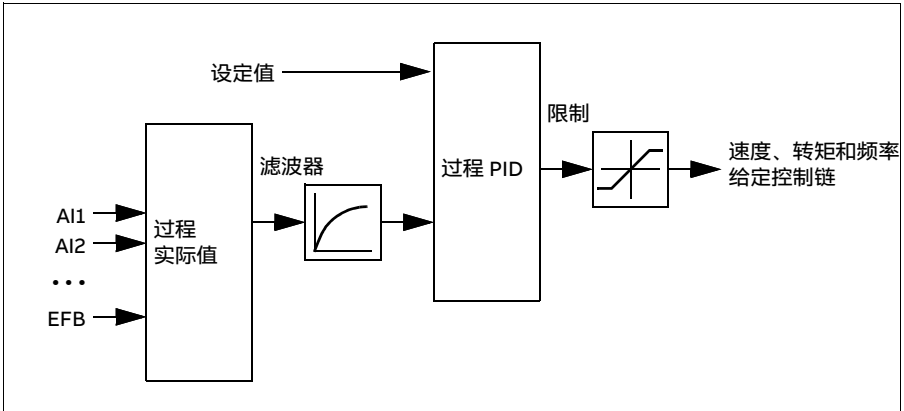 设定值
限制
过程 PID
速度、转矩和频率
给定控制链
滤波器
AI1
AI2
...
EFB
过程
实际值